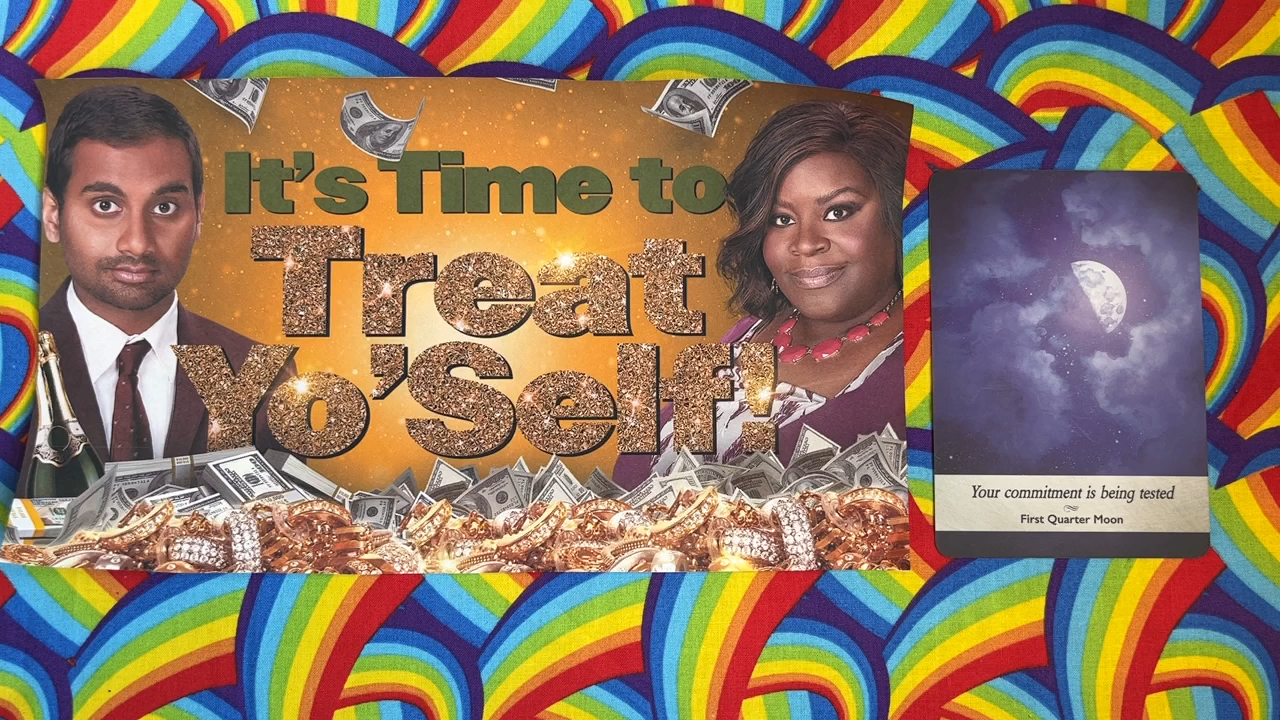 It's Time to
Treat
Yo'Self!
Your commitment is being tested
First Quarter Moon